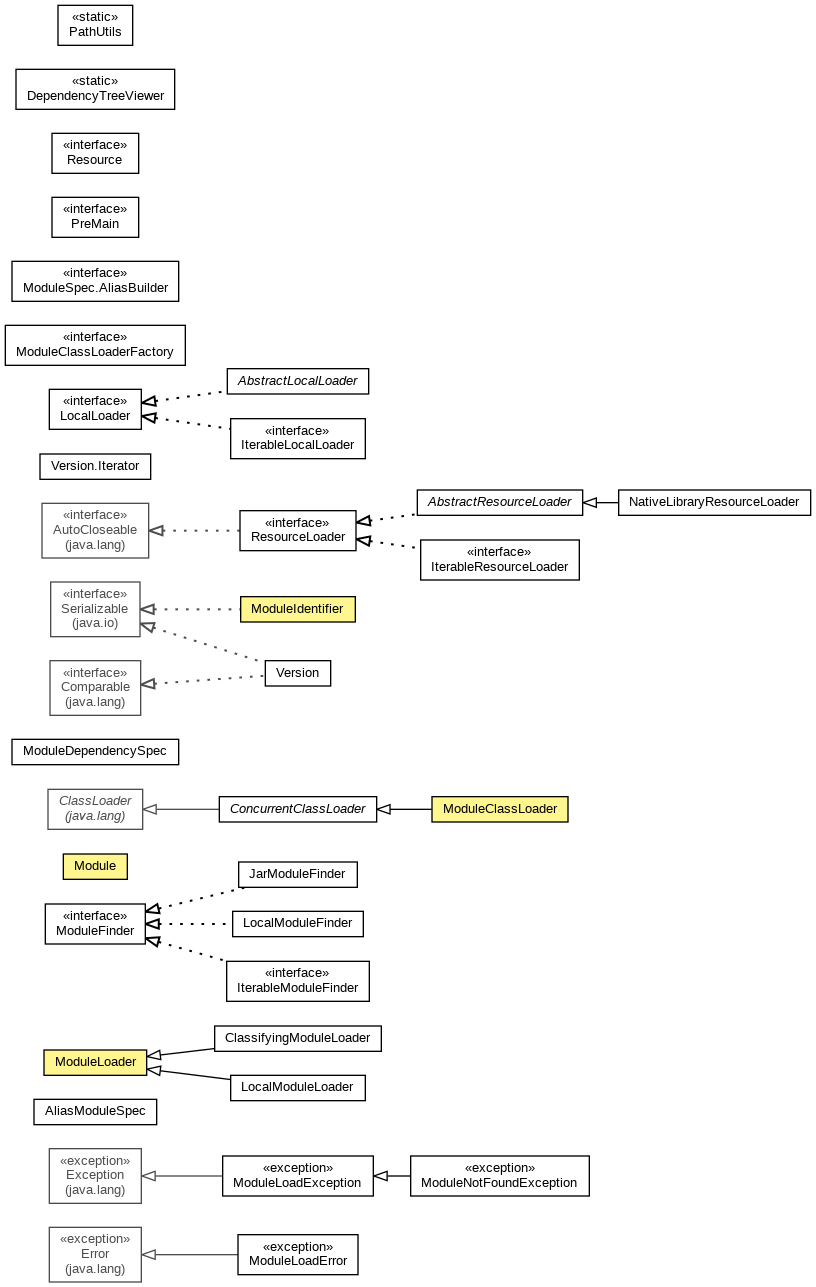 «static»
PathUtils
«static»
DependencyTreeViewer
«interface»
Resource
«interface»
PreMain
«interface»
ModuleSpec.AliasBuilder
«interface»
ModuleClassLoaderFactory
«interface»
LocalLoader
AbstractLocalLoader
«interface»
IterableLocalLoader
Version.Iterator
«interface»
AutoCloseable
(java.lang)
«interface»
ResourceLoader
AbstractResourceLoader
NativeLibraryResourceLoader
«interface»
IterableResourceLoader
«interface»
Serializable
(java.io)
ModuleIdentifier
«interface»
Comparable
(java.lang)
Version
ModuleDependencySpec
ClassLoader
(java.lang)
ConcurrentClassLoader
ModuleClassLoader
Module
«interface»
ModuleFinder
JarModuleFinder
LocalModuleFinder
«interface»
IterableModuleFinder
ModuleLoader
ClassifyingModuleLoader
LocalModuleLoader
AliasModuleSpec
«exception»
Exception
(java.lang)
«exception»
ModuleLoadException
«exception»
ModuleNotFoundException
«exception»
Error
(java.lang)
«exception»
ModuleLoadError